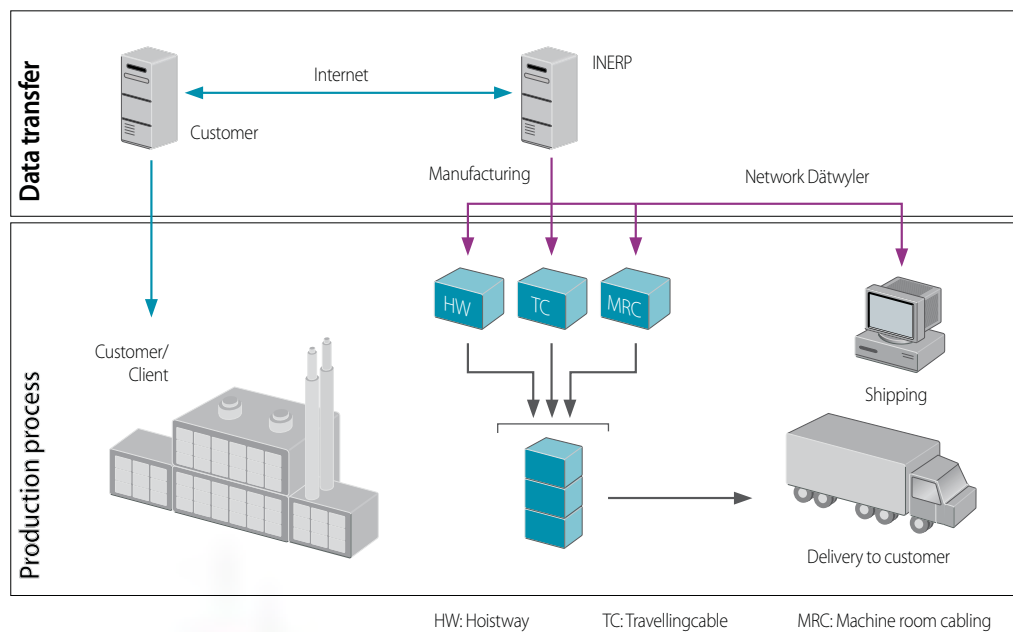 Data transfer
Internet
INERP
Customer
Manufacturing
Network Dätwyler
Production process
HW
TC
MRC
Customer/
Client
Shipping
Delivery to customer
HW: Hoistway
TC: Travellingcable
MRC: Machine room cabling